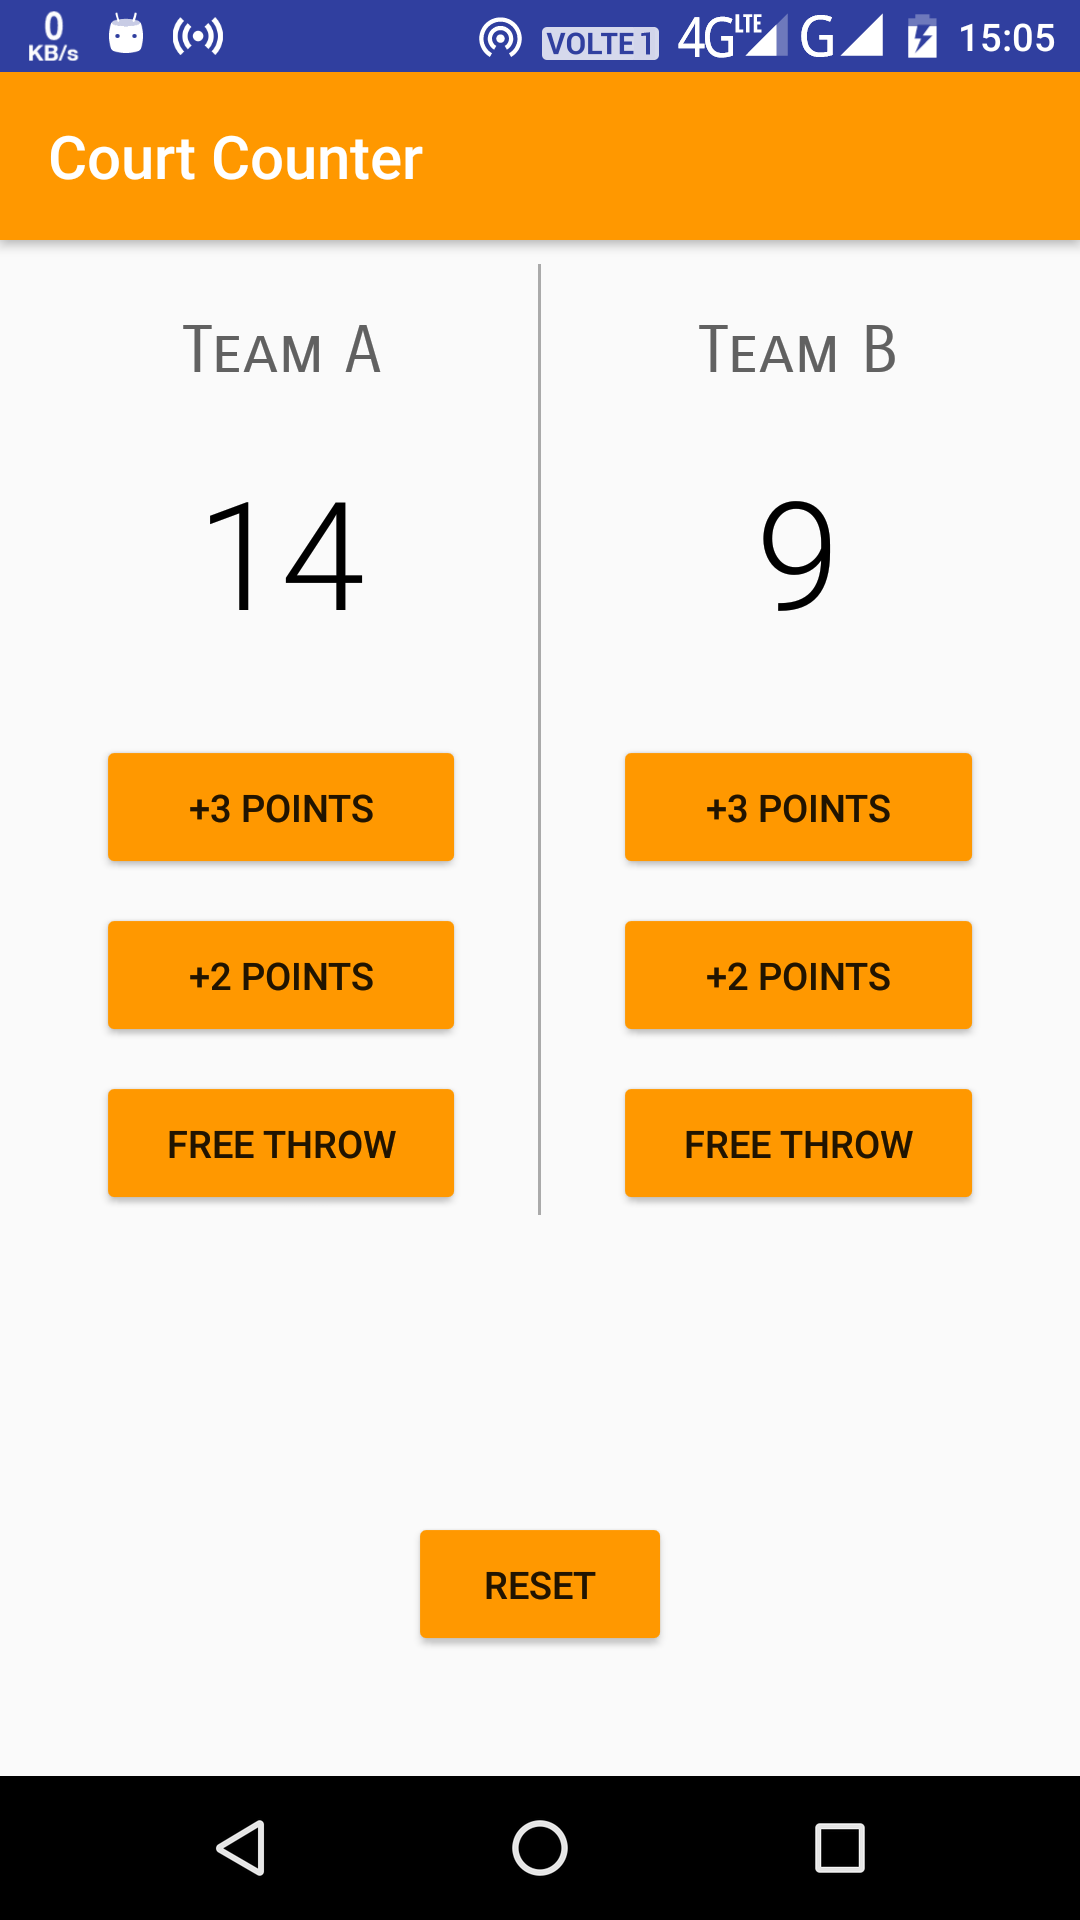 0
KB/s
VOLTE 1
4G LTE
G
15:05
Court Counter
Team A
Team B
14
9
+3 POINTS
+3 POINTS
+2 POINTS
+2 POINTS
FREE THROW
FREE THROW
RESET